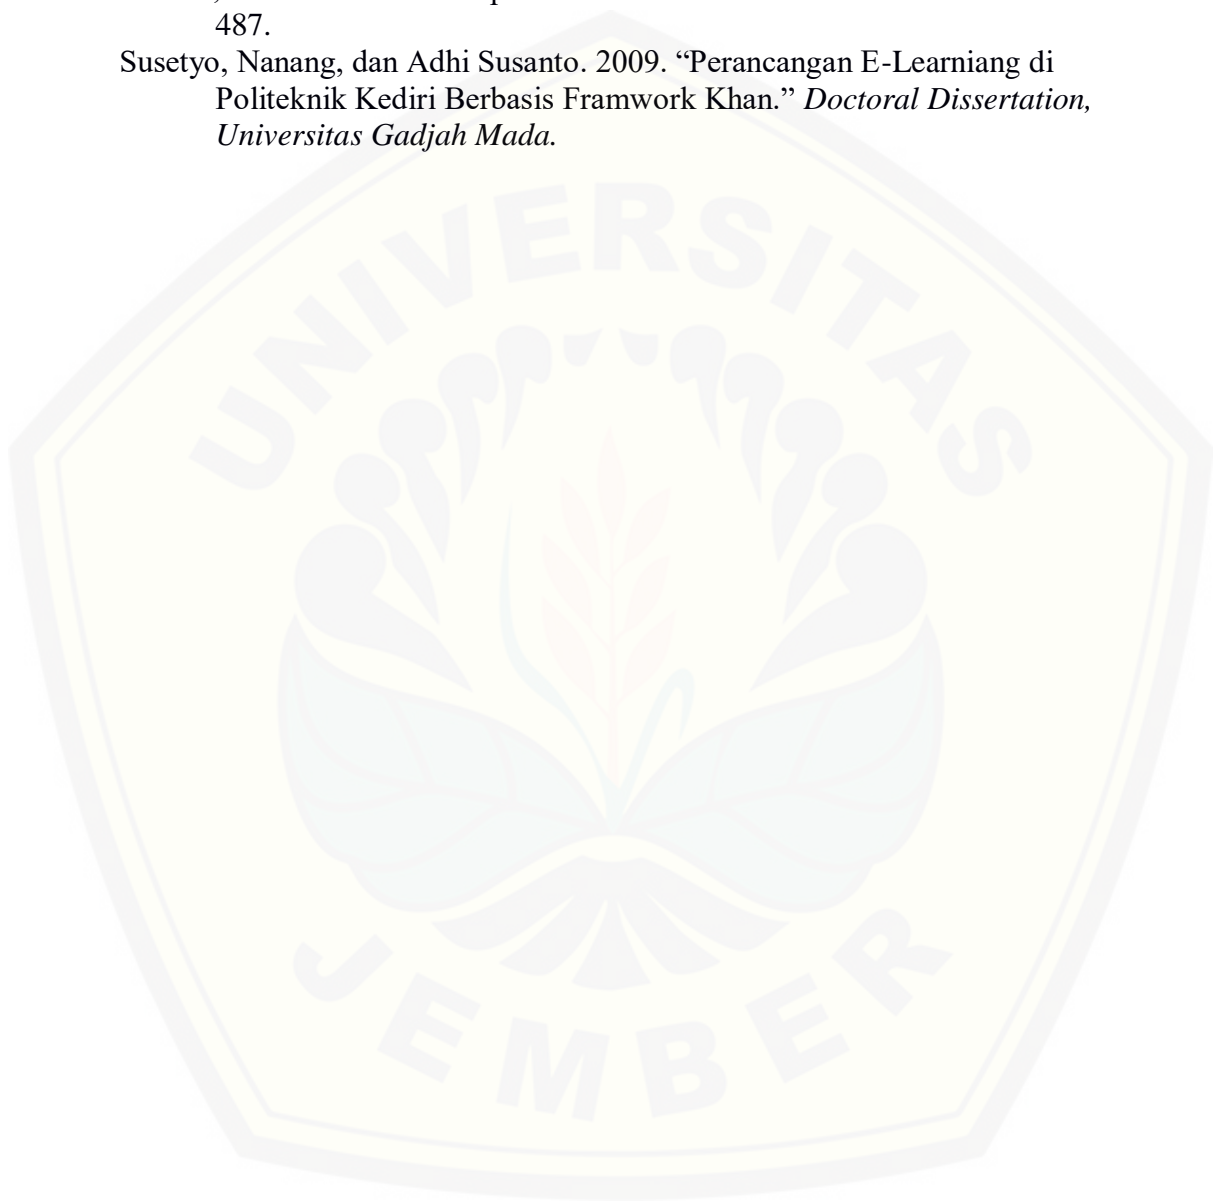 487.
Susetyo, Nanang, dan Adhi Susanto. 2009. “Perancangan E-Learniang di
Politeknik Kediri Berbasis Framwork Khan.” Doctoral Dissertation,
Universitas Gadjah Mada.
UNIVERSITAS
JEMBER